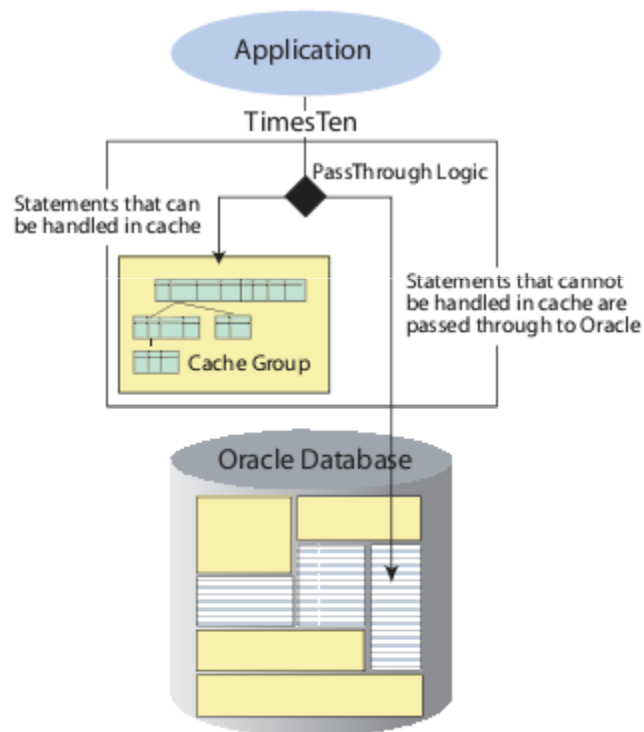 Application
TimesTen
PassThrough Logic
Statements that can
be handled in cache
Statements that cannot
be handled in cache are
passed through to Oracle
Cache Group
Oracle Database